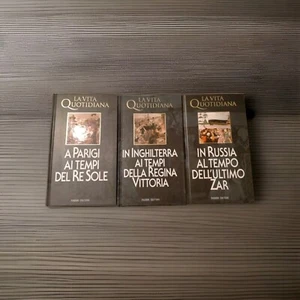 LA VITA
QUOTIDIANA
A PARIGI
AI TEMPI
DEL RE SOLE
LA VITA
QUOTIDIANA
IN INGHILTERRA
AI TEMPI
DELLA REGINA
VITTORIA
LA VITA
QUOTIDIANA
IN RUSSIA
AL TEMPO
DELL'ULTIMO
ZAR